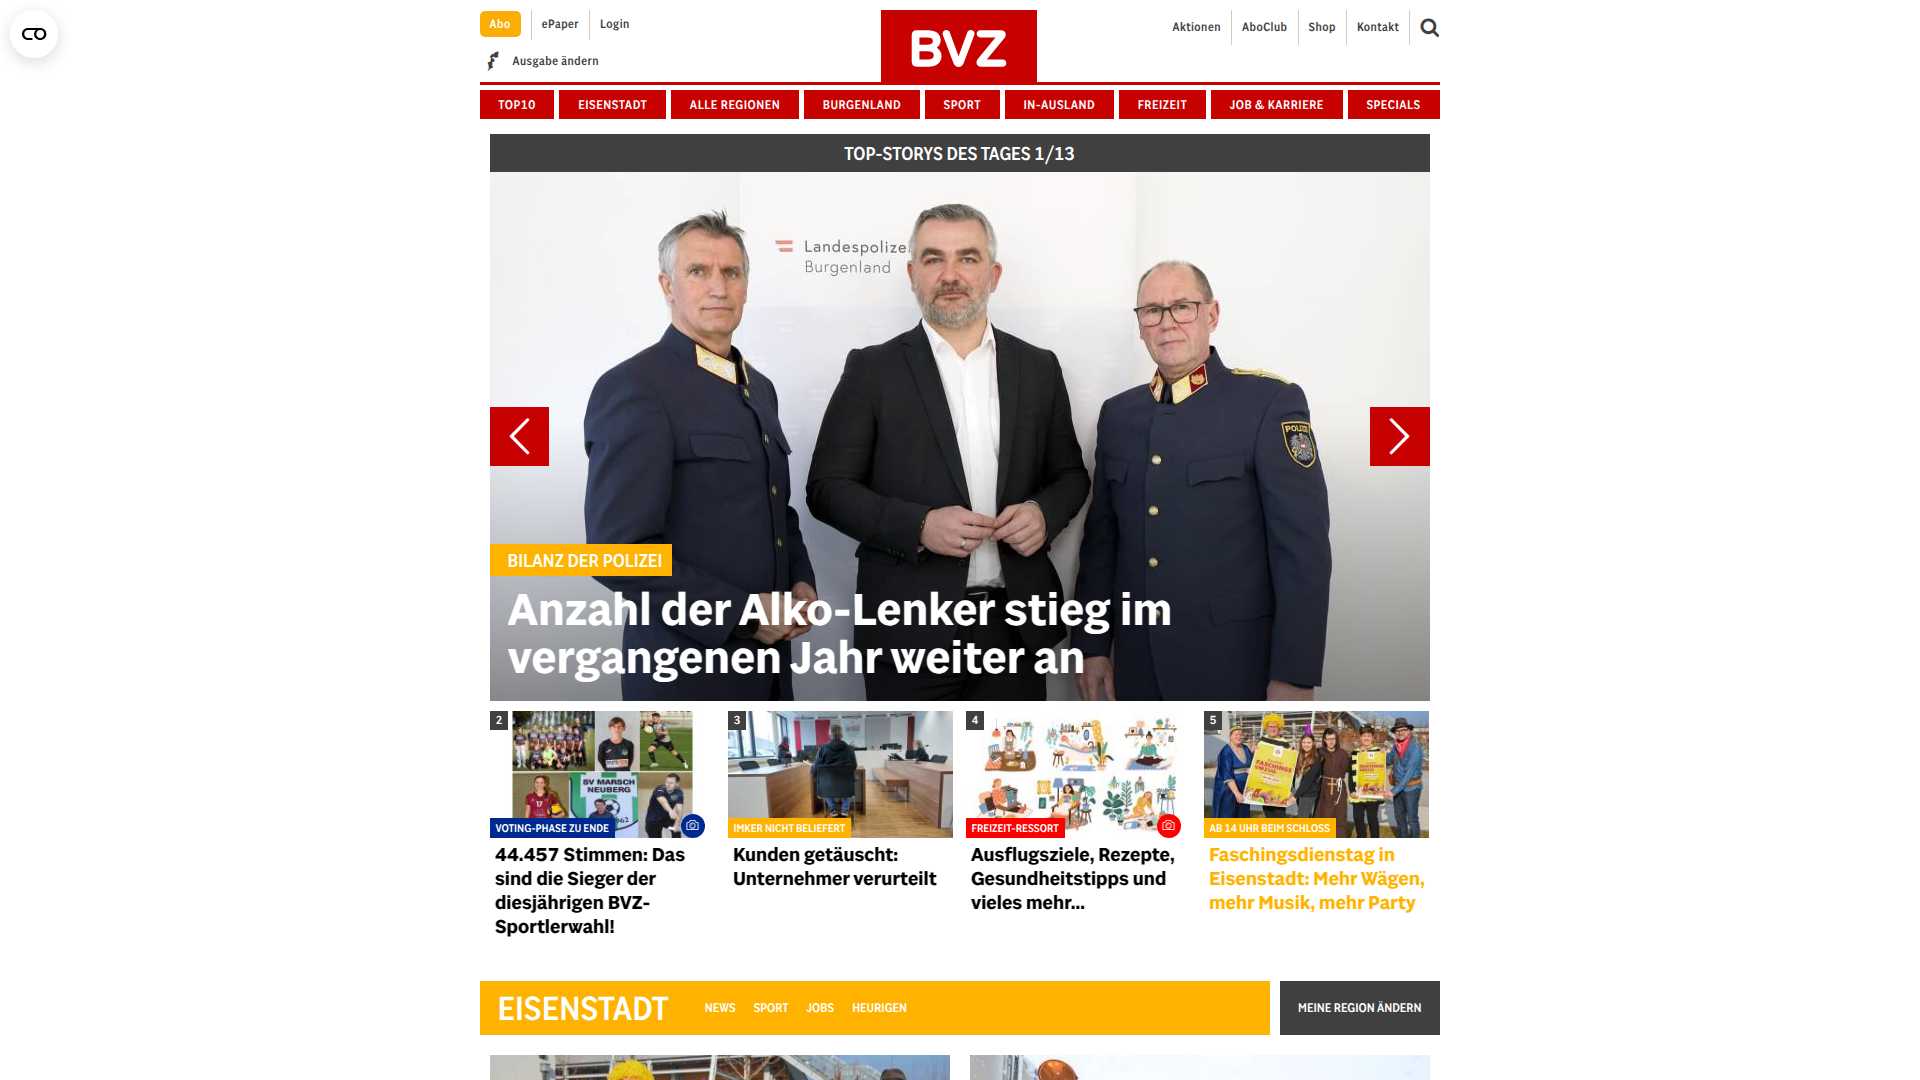 Abo
ePaper
Login
Ausgabe ändern
BVZ
Aktionen
AboClub
Shop
Kontakt
TOP10
EISENSTADT
ALLE REGIONEN
BURGENLAND
SPORT
IN-AUSLAND
FREIZEIT
JOB & KARRIERE
SPECIALS
TOP-STORYS DES TAGES 1/13
Landespolize
Burgenland
POLIZEI
BILANZ DER POLIZEI
Anzahl der Alko-Lenker stieg im
vergangenen Jahr weiter an
2
SV MARSCH
NEUBERG
VOTING-PHASE ZU ENDE
44.457 Stimmen: Das
sind die Sieger der
diesjährigen BVZ-
Sportlerwahl!
3
IMKER NICHT BELIEFERT
Kunden getäuscht:
Unternehmer verurteilt
4
FREIZEIT-RESSORT
Ausflugsziele, Rezepte,
Gesundheitstipps und
vieles mehr...
5
AB 14 UHR BEIM SCHLOSS
Faschingsdienstag in
Eisenstadt: Mehr Wägen,
mehr Musik, mehr Party
EISENSTADT
NEWS
SPORT
JOBS
HEURIGEN
MEINE REGION ÄNDERN